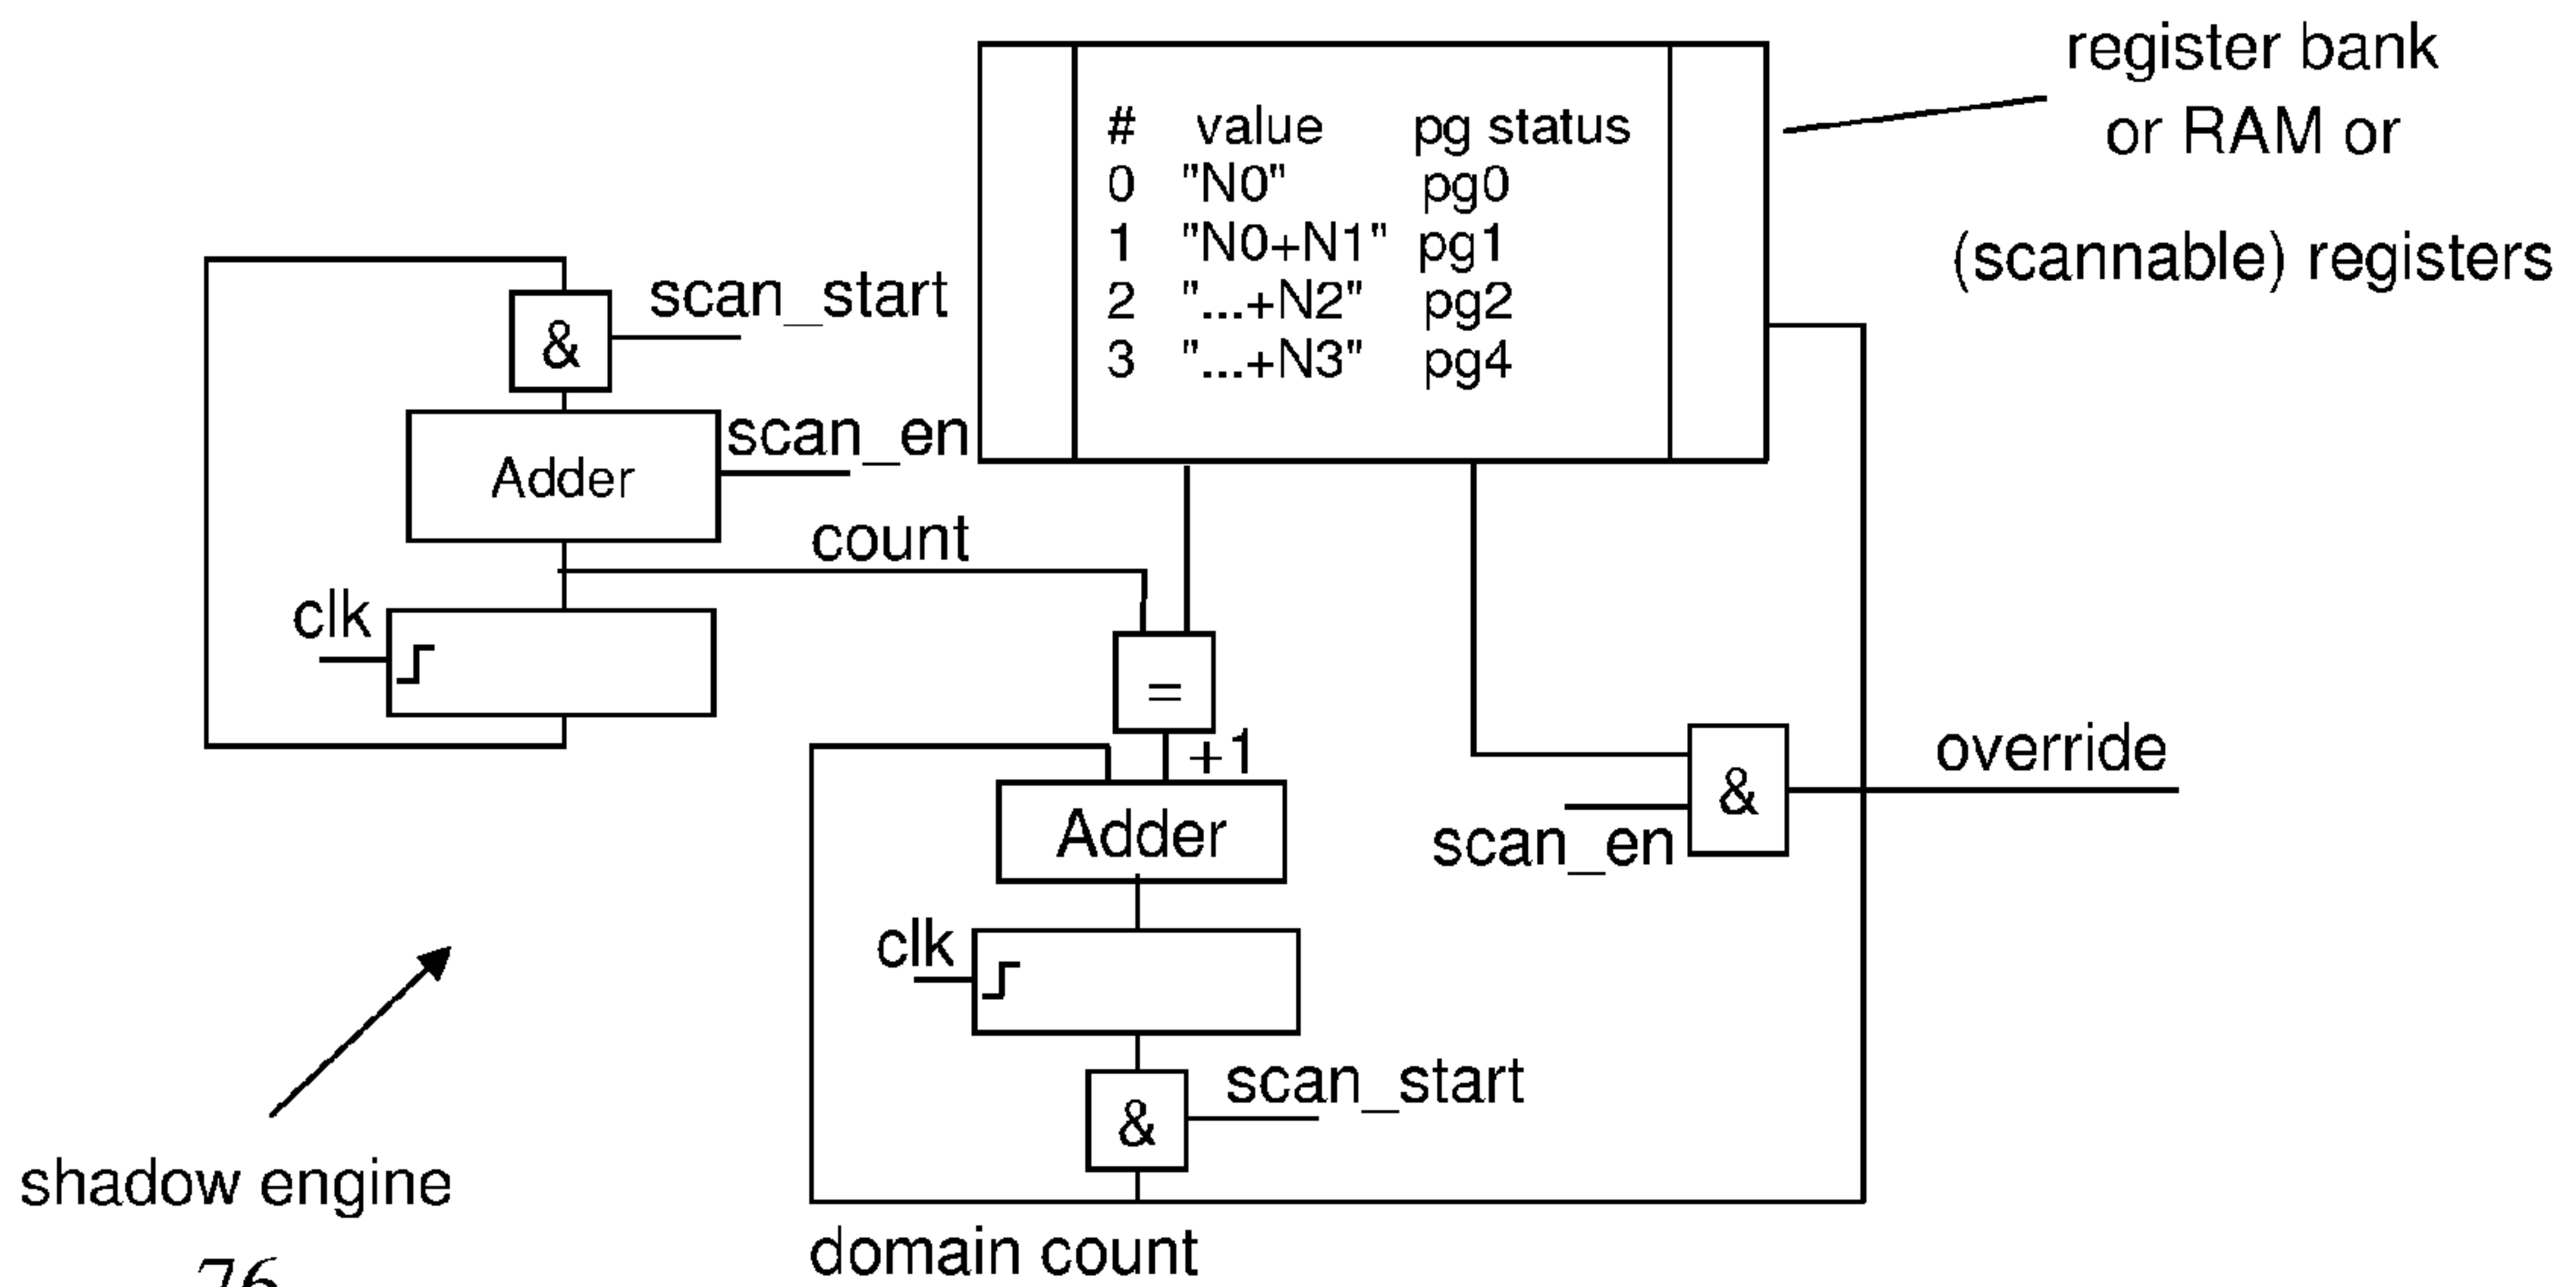 register bank
or RAM or
(scannable) registers
# value pg status
0 "N0" pg0
1 "N0+N1" pg1
2 "...+N2" pg2
3 "...+N3" pg4
& scan_start
Adder scan_en
count
clk
=
+1
Adder
& override
scan_en
clk
& scan_start
shadow engine
76
domain count